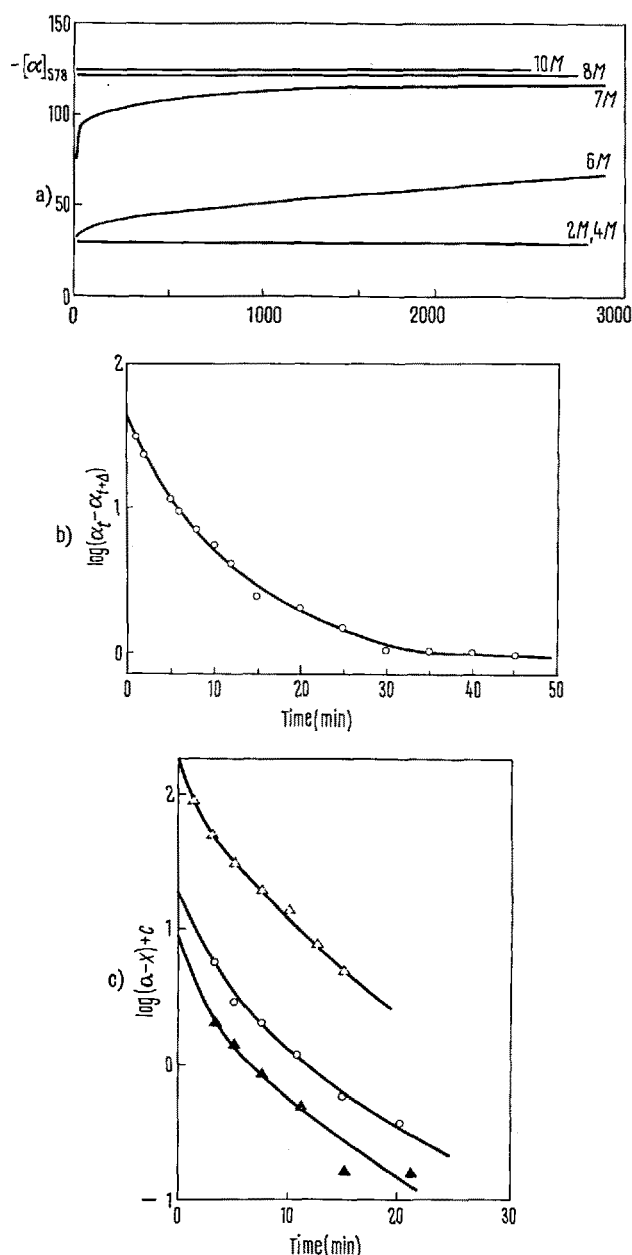 150
-[α]₅₇₈
10M
8M
7M
100
6M
a) 50
2M,4M
0
0 1000 2000 3000
2
1
b) log(αₜ-αₜ₊Δ)
0
0 10 20 30 40 50
Time(min)
2
1
c) log(a-x)+c
0
-1
0 10 20 30
Time(min)